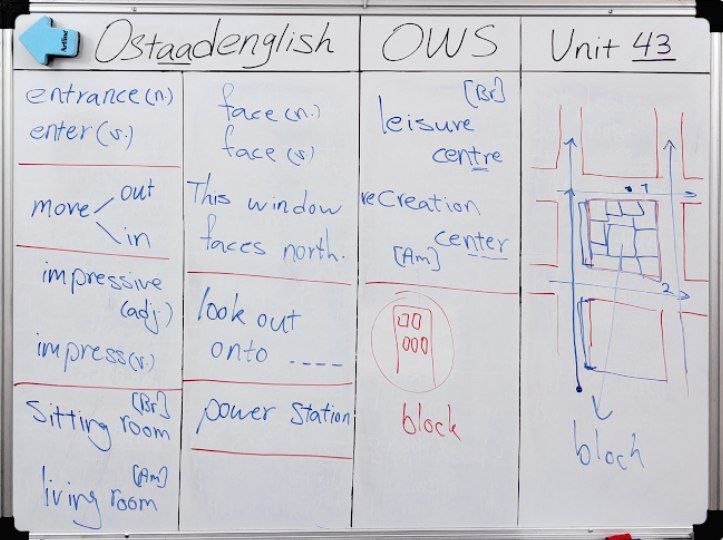 Artline
Ostaadenglish
OWS
Unit 43
entrance (n.)
enter (v.)
move
out
in
impressive
(adj.)
impress (v.)
[Br]
Sitting room
[Am]
living room
face (n.)
face (v)
This window
faces north.
look out
onto ----
power Station
[Br]
leisure
centre
recreation
center
[Am]
block
1
2
block